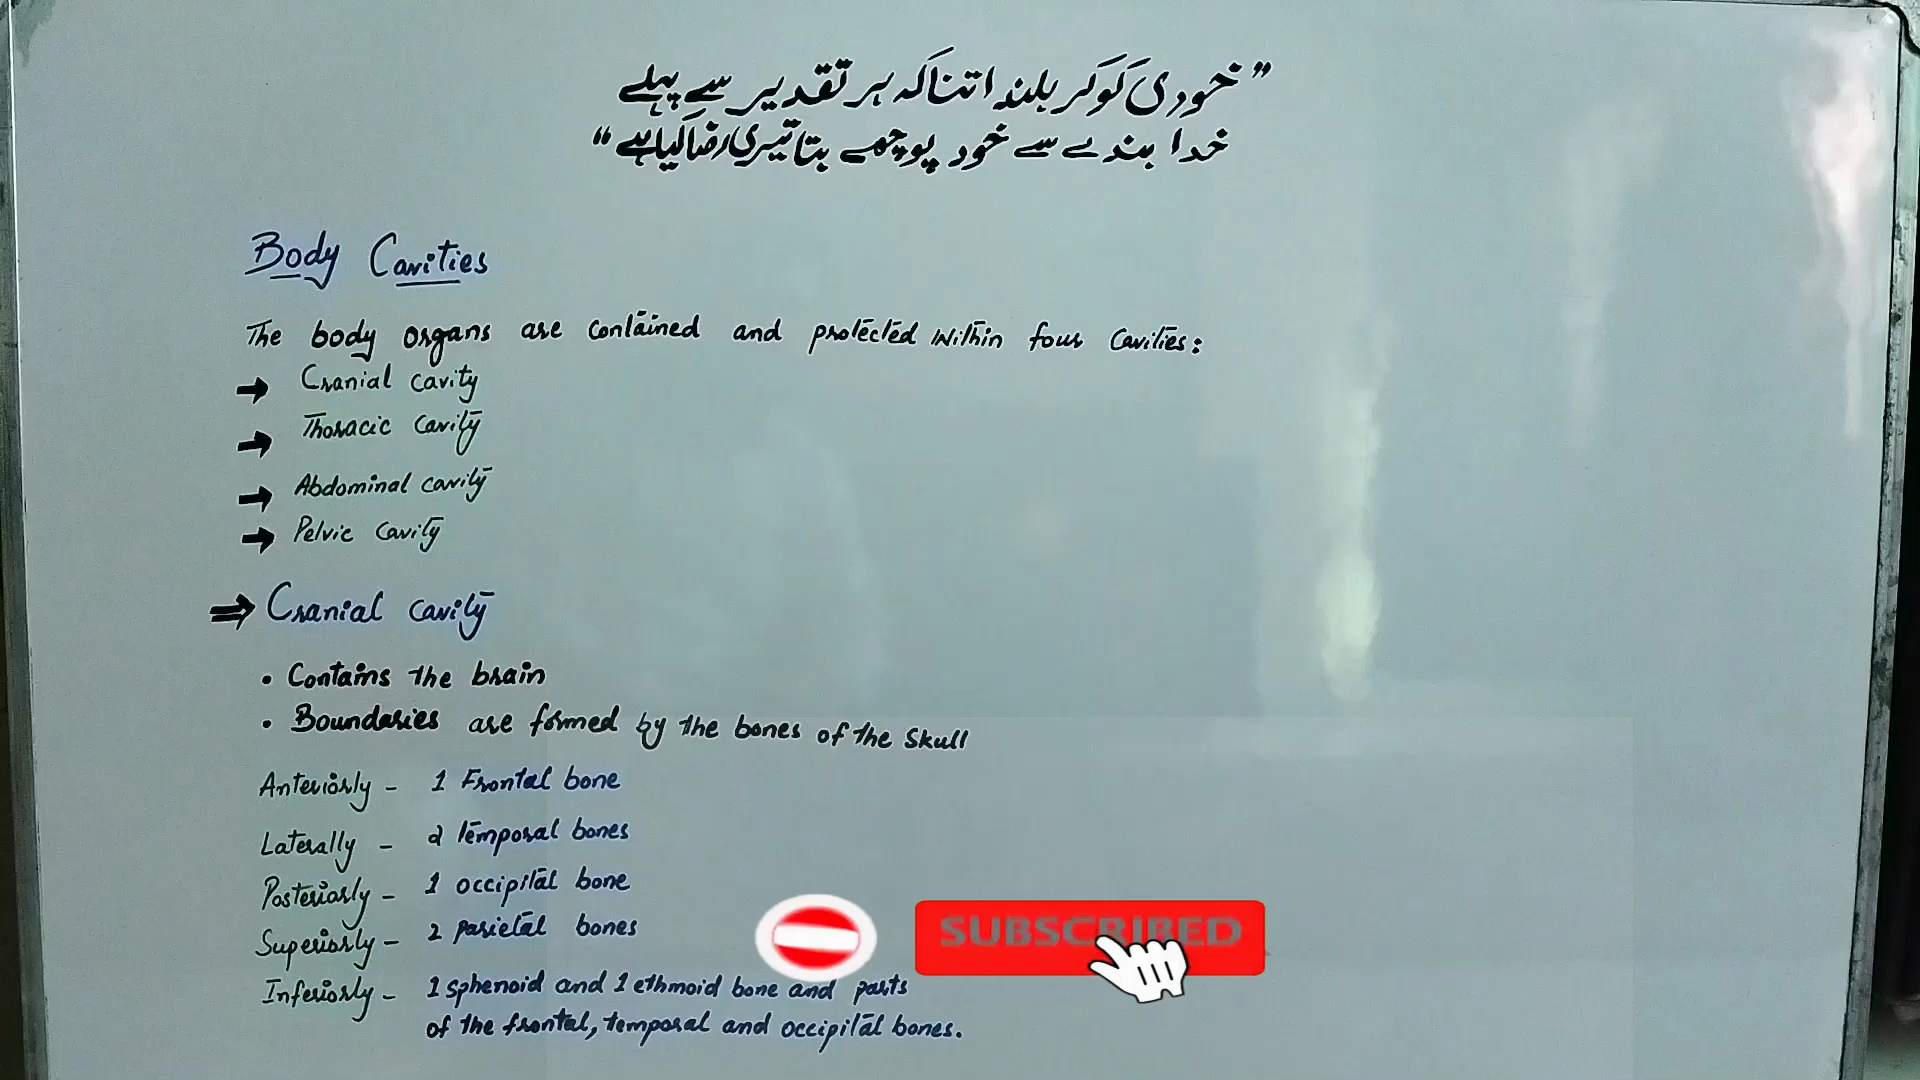 ”خودی کو کر بلند اتنا کہ ہر تقدیر سے پہلے
خدا بندے سے خود پوچھے بتا تیری رضا کیا ہے“
Body Cavities
The body organs are contained and protected within four cavities:
→ Cranial cavity
→ Thoracic cavity
→ Abdominal cavity
→ Pelvic cavity
⇒ Cranial cavity
• Contains the brain
• Boundaries are formed by the bones of the skull
Anteriorly - 1 Frontal bone
Laterally - 2 Temporal bones
Posteriorly - 1 occipital bone
Superiorly - 2 parietal bones
SUBSCRIBED
Inferiorly - 1 sphenoid and 1 ethmoid bone and parts
of the frontal, temporal and occipital bones.